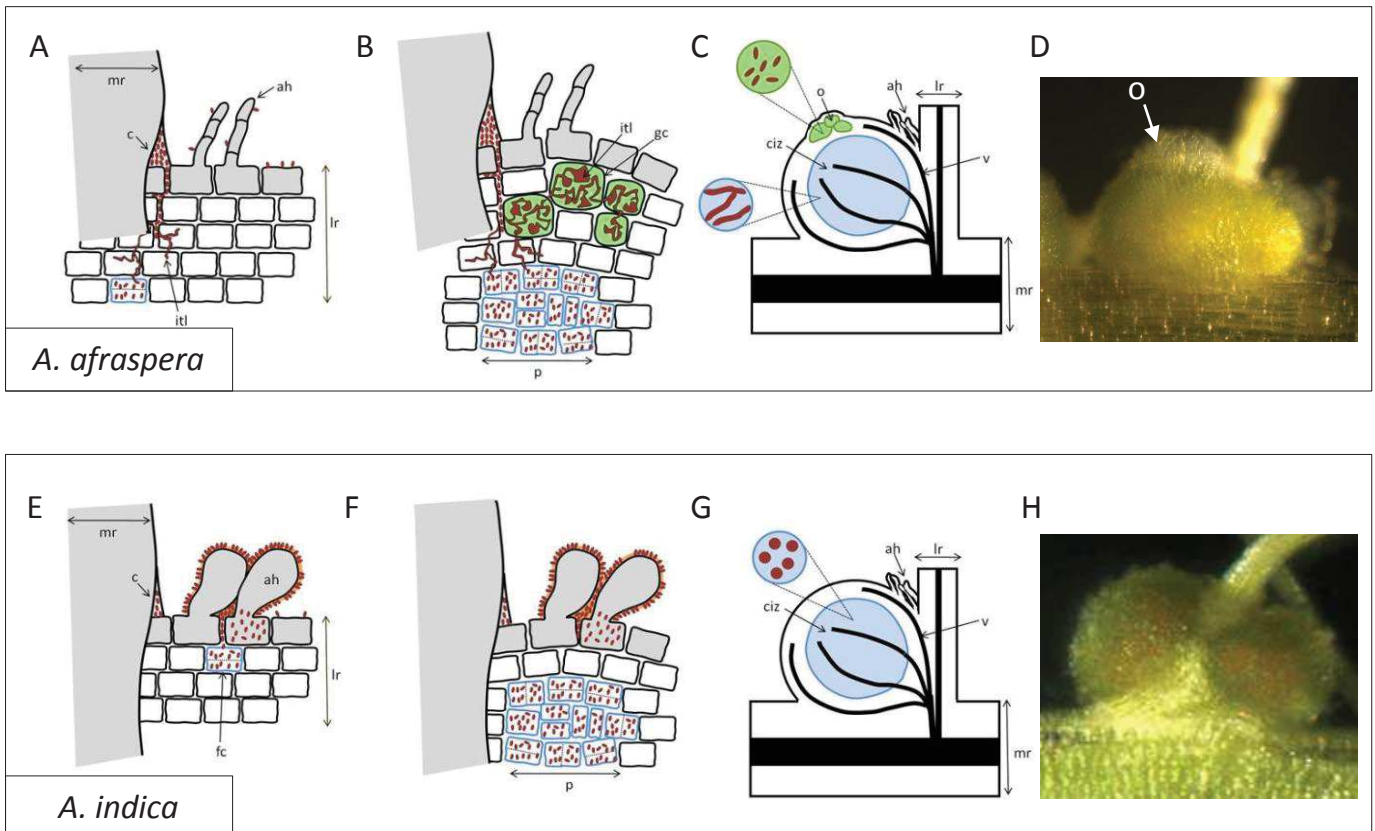 A
mr
ah
c
lr
itl
B
itl
gc
p
C
o
ah
lr
ciz
v
mr
D
O
A. afraspera
E
mr
c
ah
lr
fc
F
p
G
ah
lr
ciz
v
mr
H
A. indica